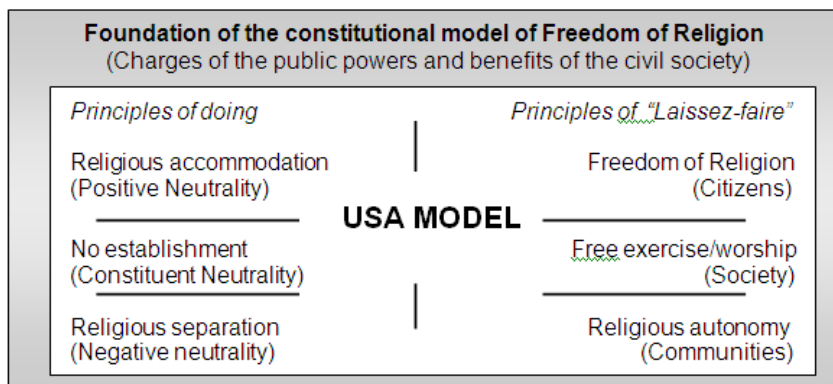 Foundation of the constitutional model of Freedom of Religion
(Charges of the public powers and benefits of the civil society)
Principles of doing
Principles of “Laissez-faire”
Religious accommodation
(Positive Neutrality)
Freedom of Religion
(Citizens)
USA MODEL
No establishment
(Constituent Neutrality)
Free exercise/worship
(Society)
Religious separation
(Negative neutrality)
Religious autonomy
(Communities)